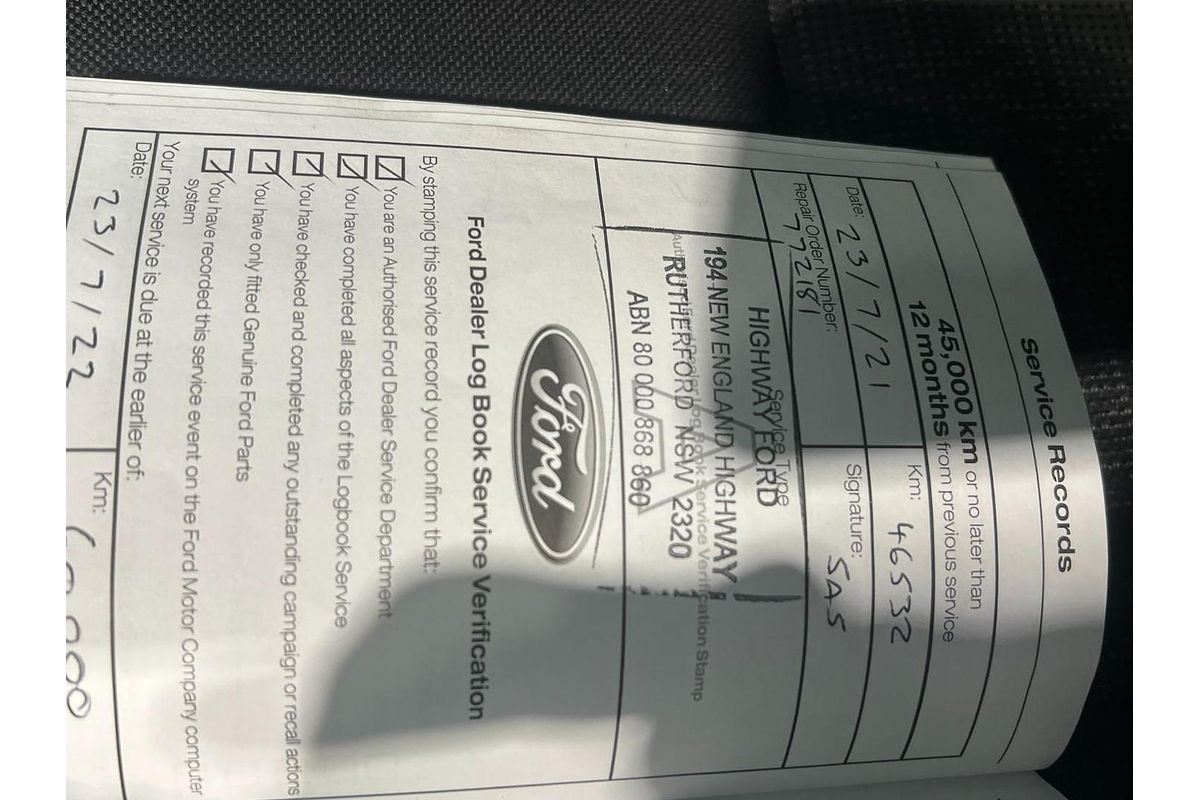 Service Records
45,000 km or no later than
12 months from previous service
Date: 23/7/21 Km: 46532
Repair Order Number: 772181 Signature: SAS
Service Type
HIGHWAY FORD
194 NEW ENGLAND HIGHWAY
RUTHERFORD NSW 2320
ABN 80 000 868 860
Dealer Log Book Service Verification Stamp
Ford
Ford Dealer Log Book Service Verification
By stamping this service record you confirm that:
You are an Authorised Ford Dealer Service Department
You have completed all aspects of the Logbook Service
You have checked and completed any outstanding campaign or recall actions
You have only fitted Genuine Ford Parts
You have recorded this service event on the Ford Motor Company computer
system
Your next service is due at the earlier of:
Date: 23/7/22 Km: